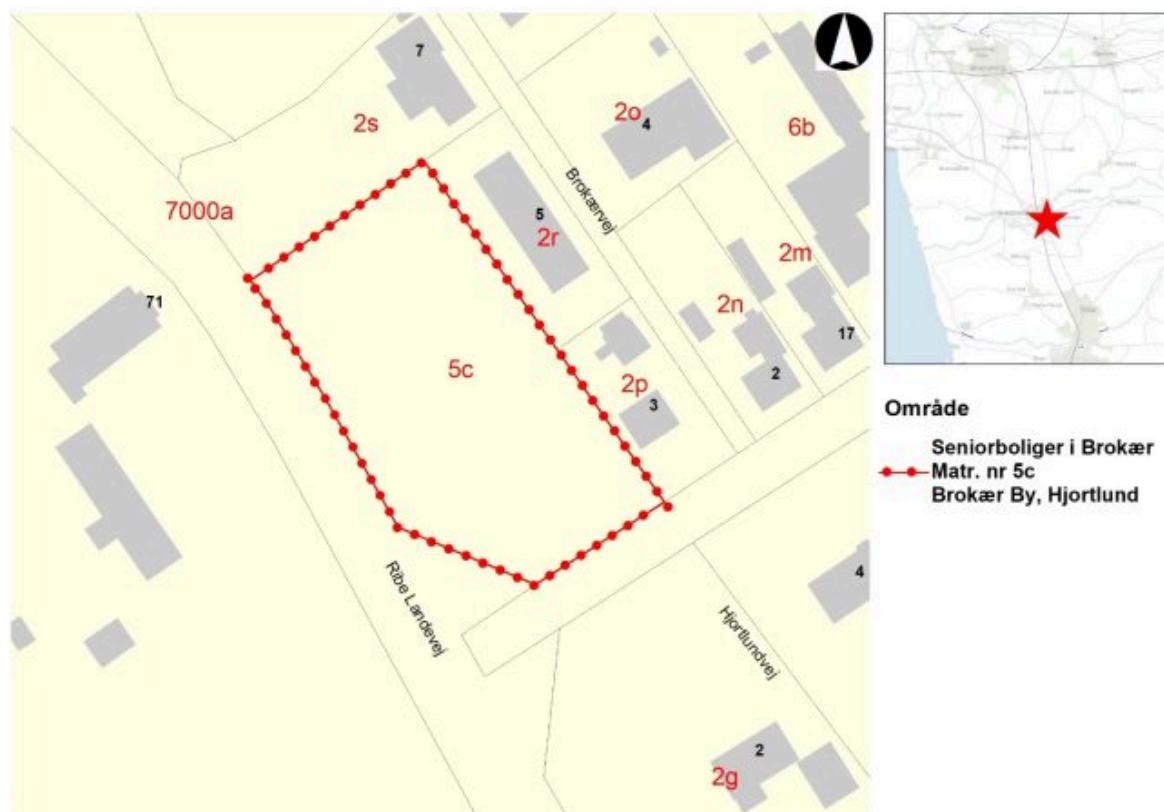 7
2s
2o
4
6b
7000a
Brokærvej
5
2r
2m
71
2n
17
5c
2p
2
3
Ribe Landevej
Hjortlundvej
4
2
2g
Område
Seniorboliger i Brokær
Matr. nr 5c
Brokær By, Hjortlund